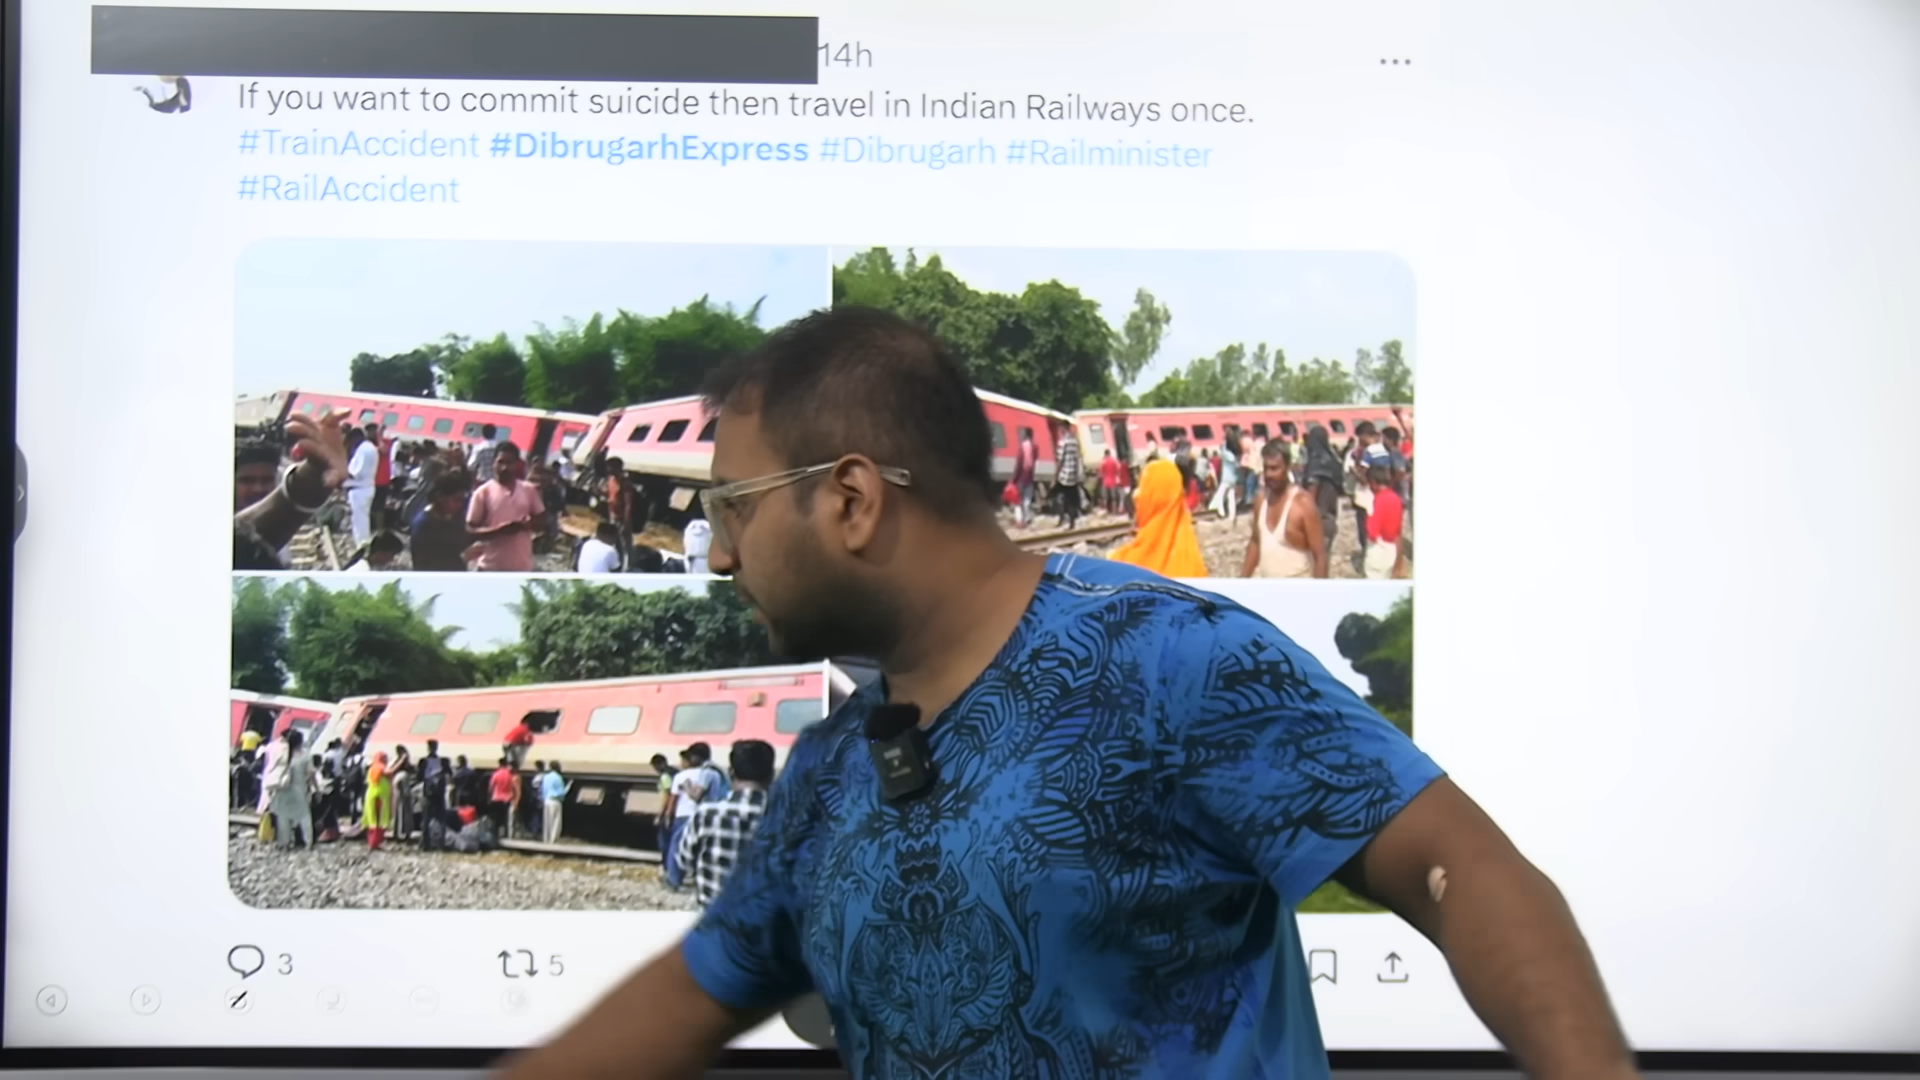 14h
If you want to commit suicide then travel in Indian Railways once.
#TrainAccident #DibrugarhExpress #Dibrugarh #Railminister
#RailAccident
3
5